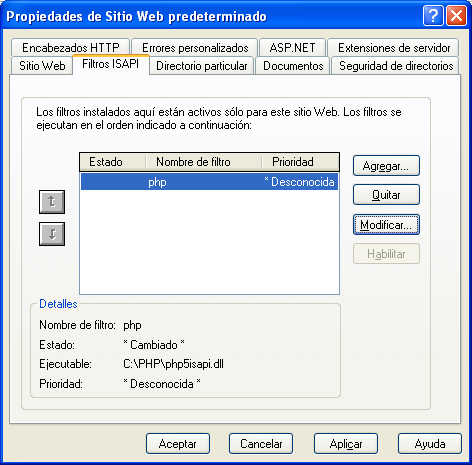 Propiedades de Sitio Web predeterminado
Encabezados HTTP Errores personalizados ASP.NET Extensiones de servidor
Sitio Web Filtros ISAPI Directorio particular Documentos Seguridad de directorios
Los filtros instalados aquí están activos sólo para este sitio Web. Los filtros se
ejecutan en el orden indicado a continuación:
Estado Nombre de filtro Prioridad
php * Desconocida
Agregar...
Quitar
Modificar...
Habilitar
Detalles
Nombre de filtro: php
Estado: * Cambiado *
Ejecutable: C:\PHP\php5isapi.dll
Prioridad: * Desconocida *
Aceptar Cancelar Aplicar Ayuda